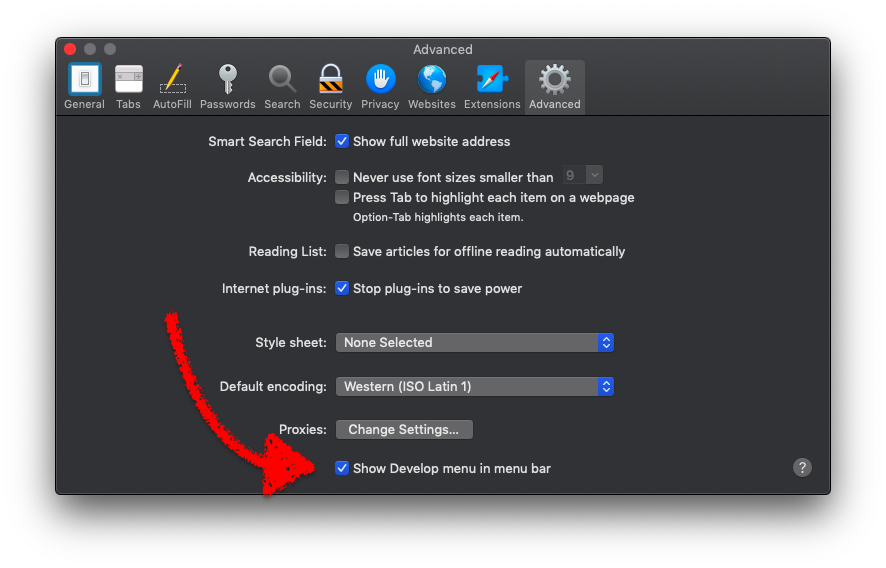 Advanced
General Tabs AutoFill Passwords Search Security Privacy Websites Extensions Advanced
Smart Search Field: Show full website address
Accessibility: Never use font sizes smaller than 9
Press Tab to highlight each item on a webpage
Option-Tab highlights each item.
Reading List: Save articles for offline reading automatically
Internet plug-ins: Stop plug-ins to save power
Style sheet: None Selected
Default encoding: Western (ISO Latin 1)
Proxies: Change Settings...
Show Develop menu in menu bar ?